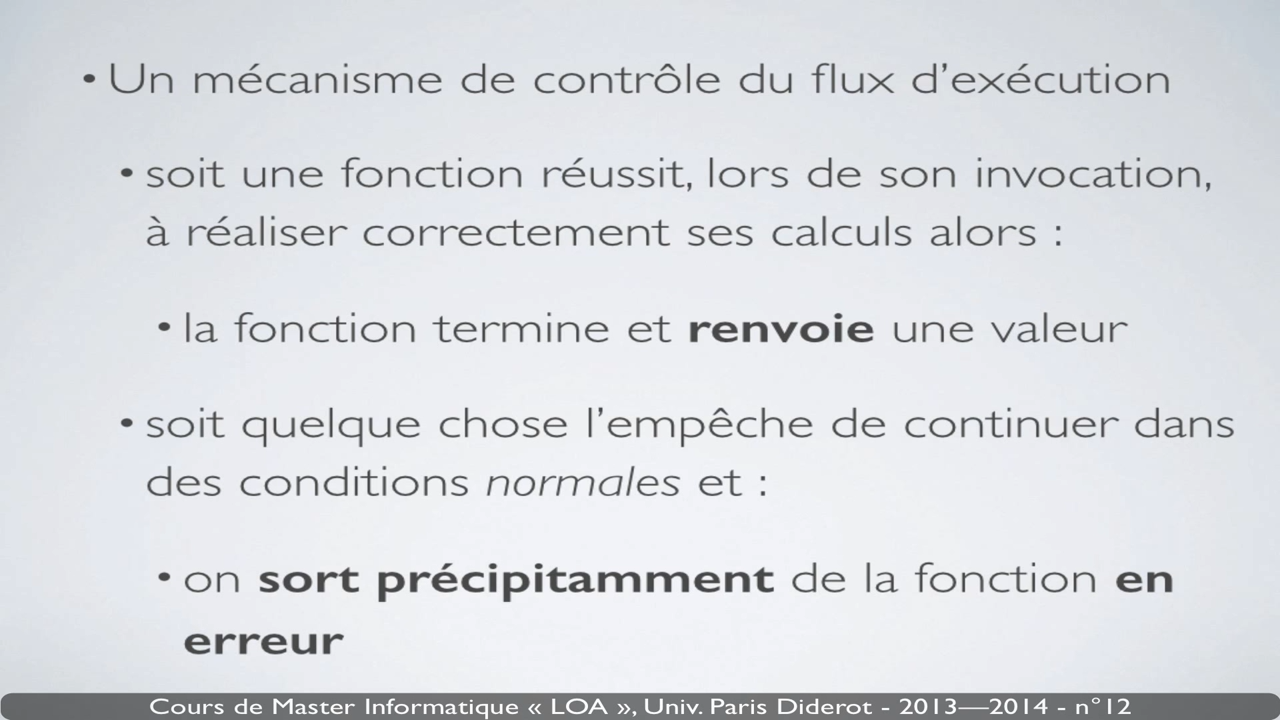 • Un mécanisme de contrôle du flux d’exécution
• soit une fonction réussit, lors de son invocation,
à réaliser correctement ses calculs alors :
• la fonction termine et renvoie une valeur
• soit quelque chose l’empêche de continuer dans
des conditions normales et :
• on sort précipitamment de la fonction en
erreur
Cours de Master Informatique « LOA », Univ. Paris Diderot - 2013—2014 - n°12